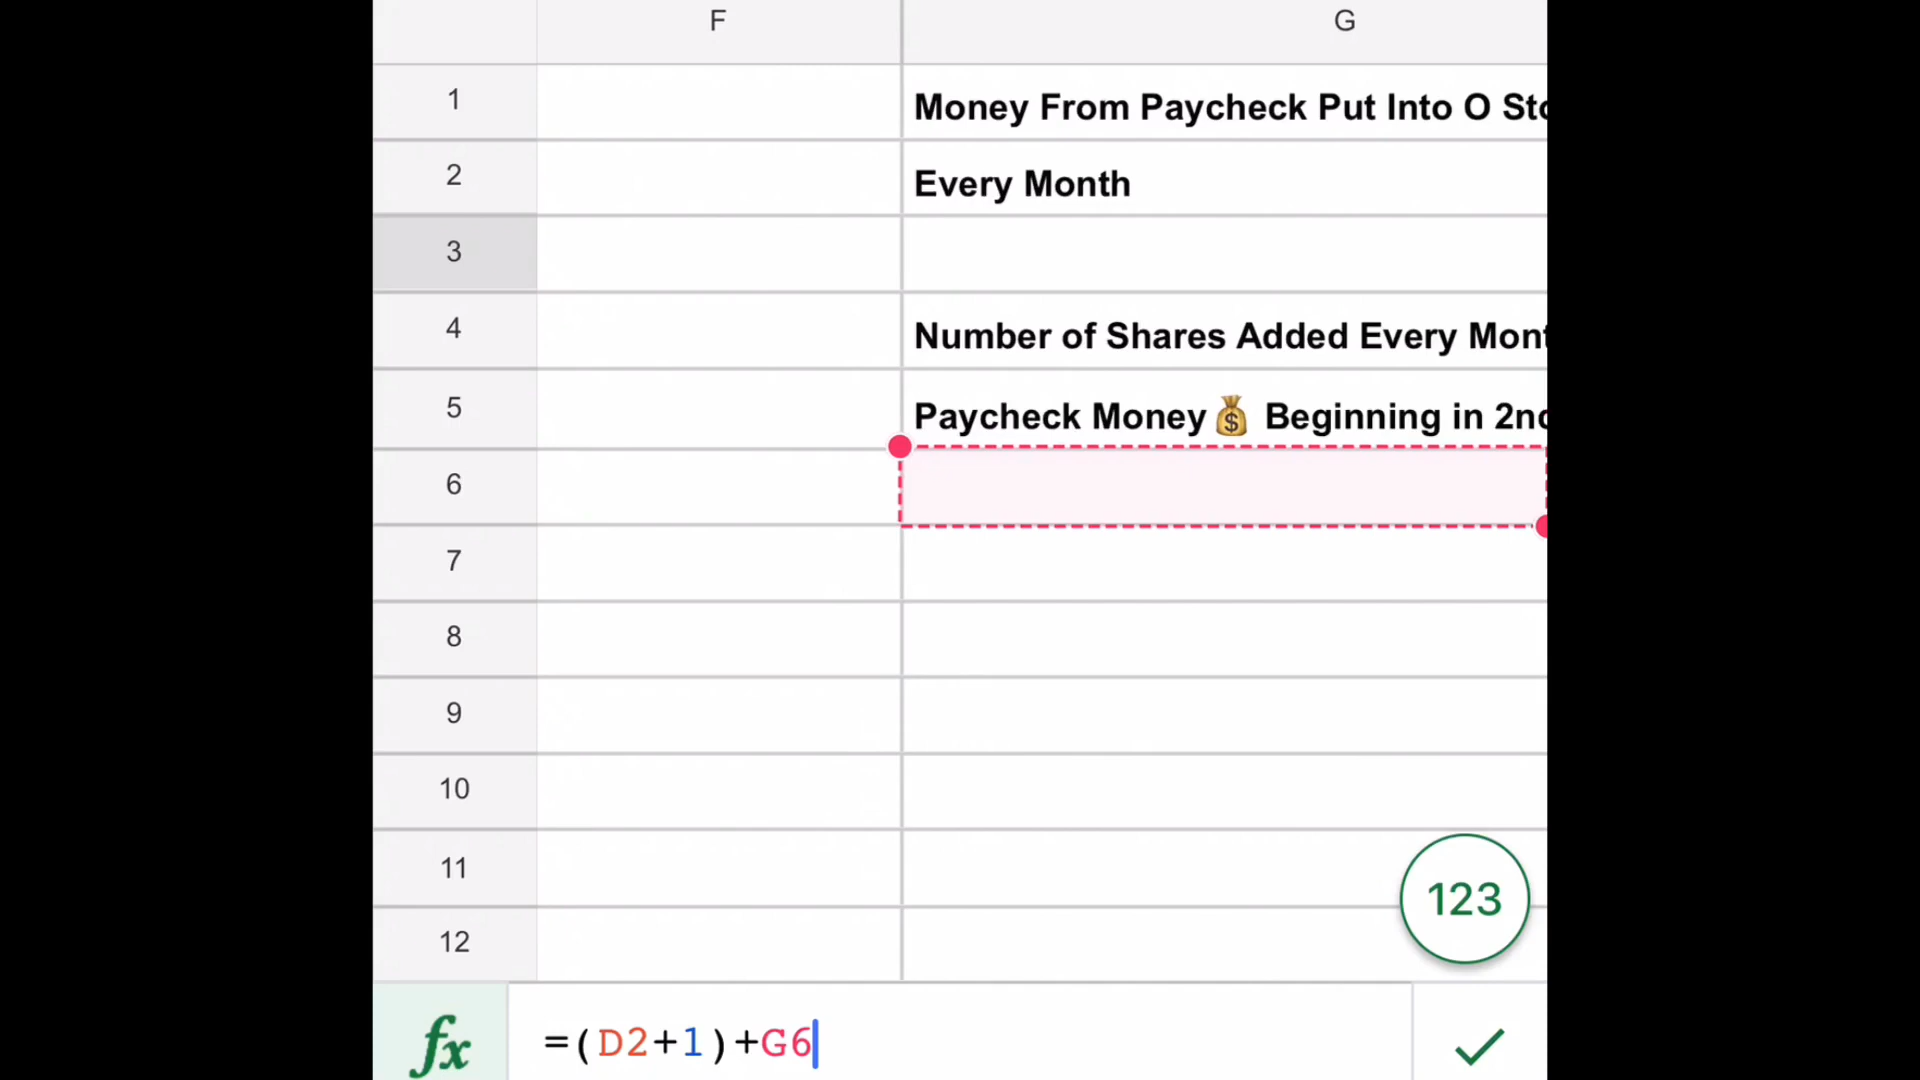 F G
1 Money From Paycheck Put Into O
2 Every Month
3
4 Number of Shares Added Every
5 Paycheck Money💰 Beginning in
6
7
8
9
10
11
12
123
fx =(D2+1)+G6